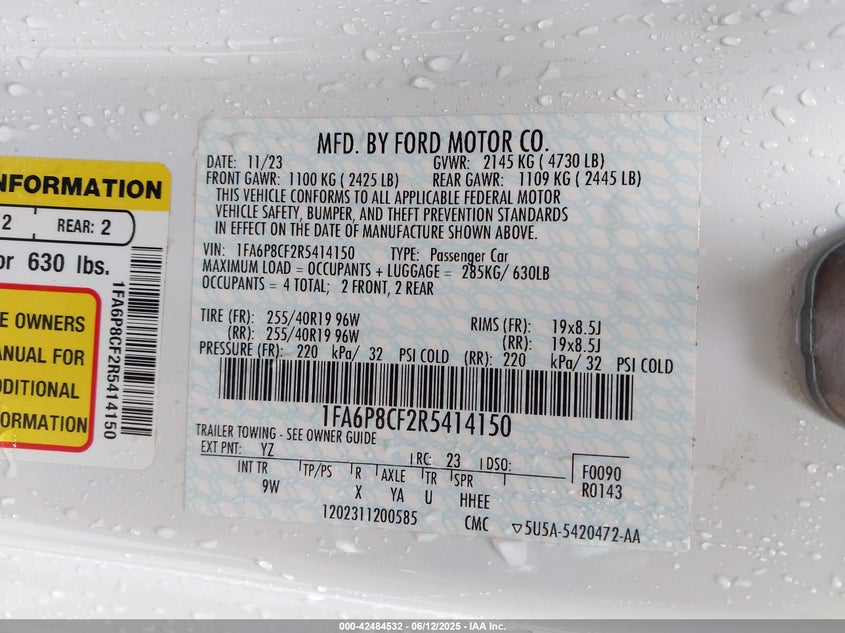 NFORMATION
2 REAR: 2
or 630 lbs.
E OWNERS
ANUAL FOR
DDITIONAL
FORMATION
1FA6P8CF2R5414150
MFD. BY FORD MOTOR CO.
DATE: 11/23 GVWR: 2145 KG ( 4730 LB)
FRONT GAWR: 1100 KG ( 2425 LB) REAR GAWR: 1109 KG ( 2445 LB)
THIS VEHICLE CONFORMS TO ALL APPLICABLE FEDERAL MOTOR
VEHICLE SAFETY, BUMPER, AND THEFT PREVENTION STANDARDS
IN EFFECT ON THE DATE OF MANUFACTURE SHOWN ABOVE.
VIN: 1FA6P8CF2R5414150 TYPE: Passenger Car
MAXIMUM LOAD = OCCUPANTS + LUGGAGE = 285KG/ 630LB
OCCUPANTS = 4 TOTAL; 2 FRONT, 2 REAR
TIRE (FR): 255/40R19 96W RIMS (FR): 19x8.5J
(RR): 255/40R19 96W (RR): 19x8.5J
PRESSURE (FR): 220 kPa/ 32 PSI COLD (RR): 220 kPa/ 32 PSI COLD
1FA6P8CF2R5414150
TRAILER TOWING - SEE OWNER GUIDE
EXT PNT: YZ RC: 23 DSO: F0090
INT TR TP/PS R AXLE TR SPR R0143
9W X YA U HHEE
1202311200585 CMC ▽5U5A-5420472-AA
000-42484532 - 06/12/2025 - IAA Inc.